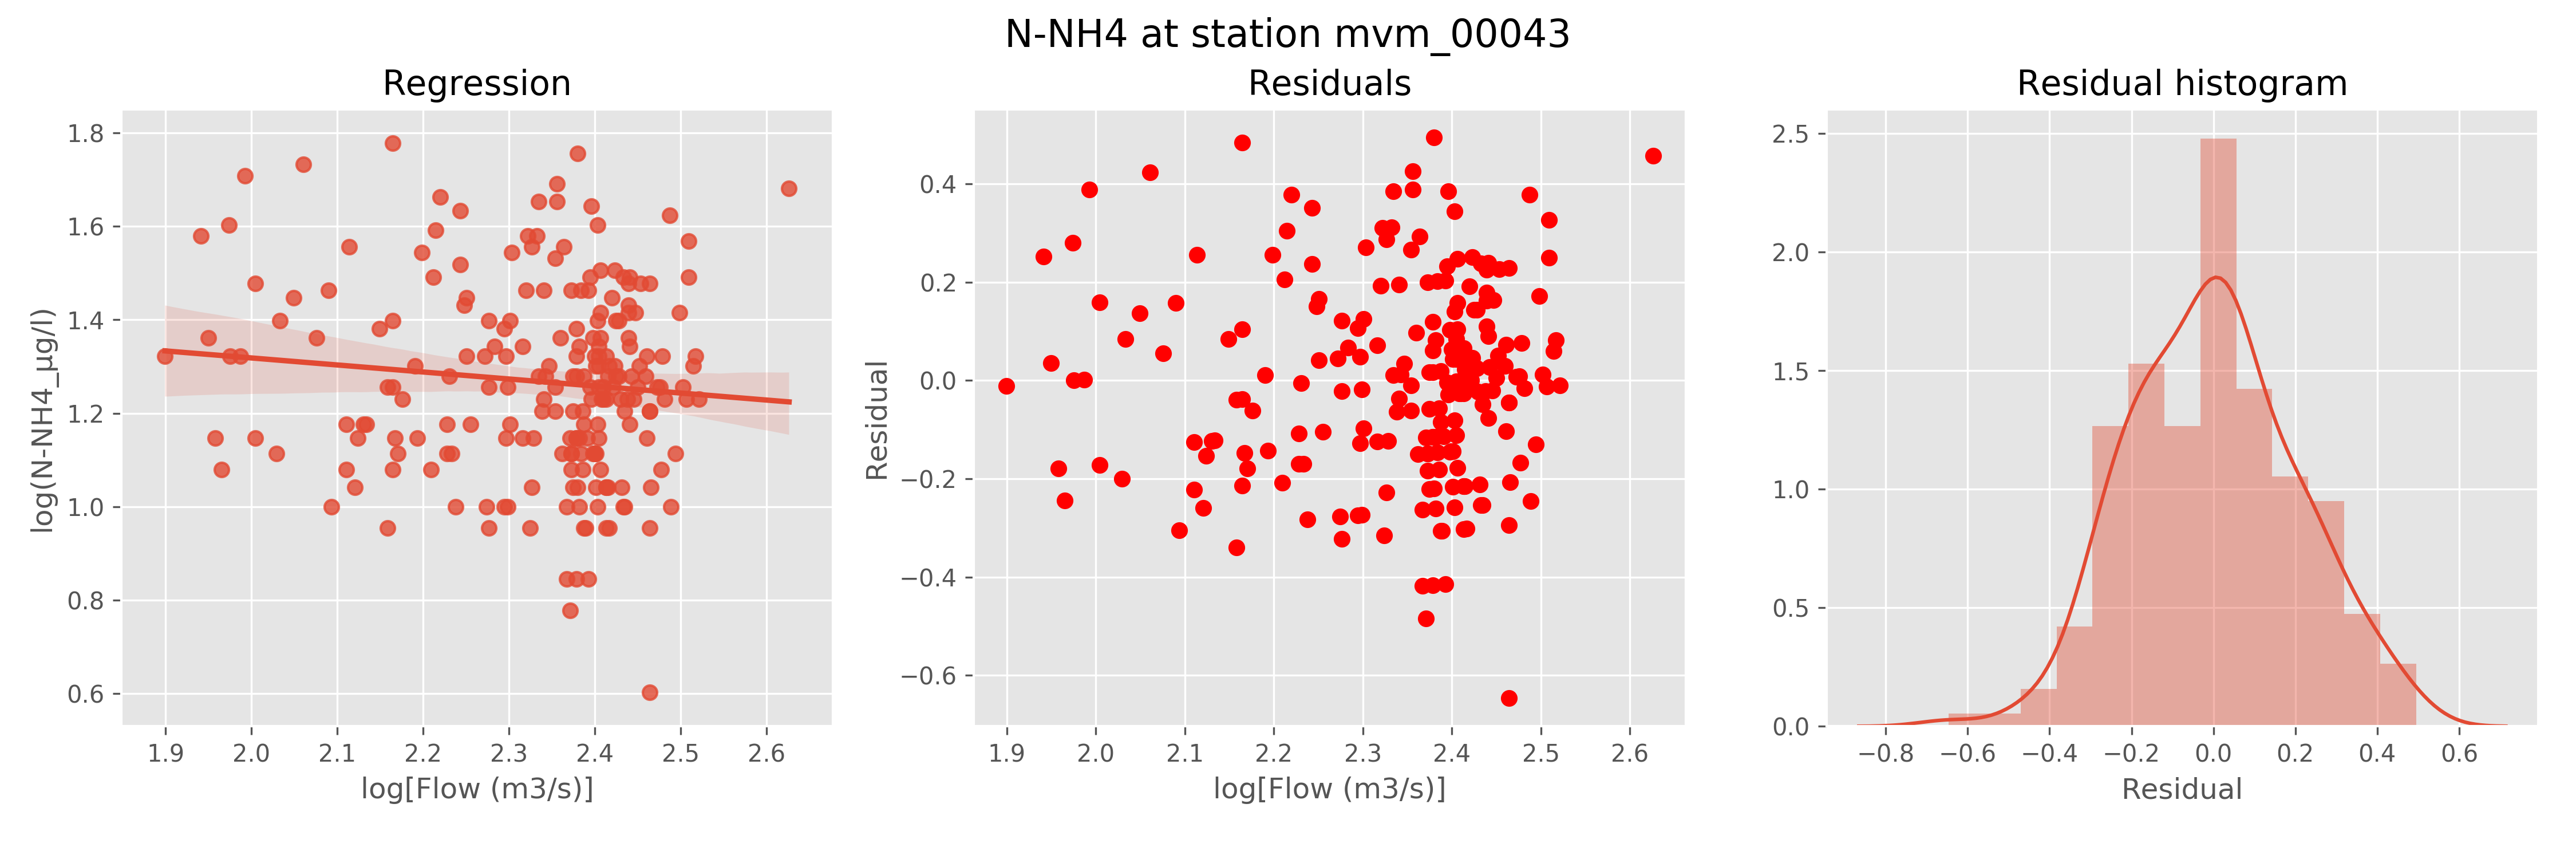 N-NH4 at station mvm_00043
Regression
Residuals
Residual histogram
1.8
1.6
1.4
1.2
1.0
0.8
0.6
log(N-NH4_µg/l)
1.9 2.0 2.1 2.2 2.3 2.4 2.5 2.6
log[Flow (m3/s)]
0.4
0.2
0.0
−0.2
−0.4
−0.6
Residual
1.9 2.0 2.1 2.2 2.3 2.4 2.5 2.6
log[Flow (m3/s)]
2.5
2.0
1.5
1.0
0.5
0.0
−0.8 −0.6 −0.4 −0.2 0.0 0.2 0.4 0.6
Residual